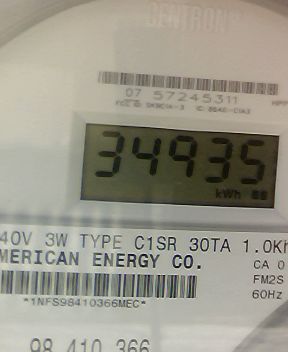 CENTRON
07 57245311
34935
kWh
40V 3W TYPE C1SR 30TA 1.0Kh
MERICAN ENERGY CO.
CA 0
FM2S
60Hz
*1NFS98410366MEC*
98 410 366